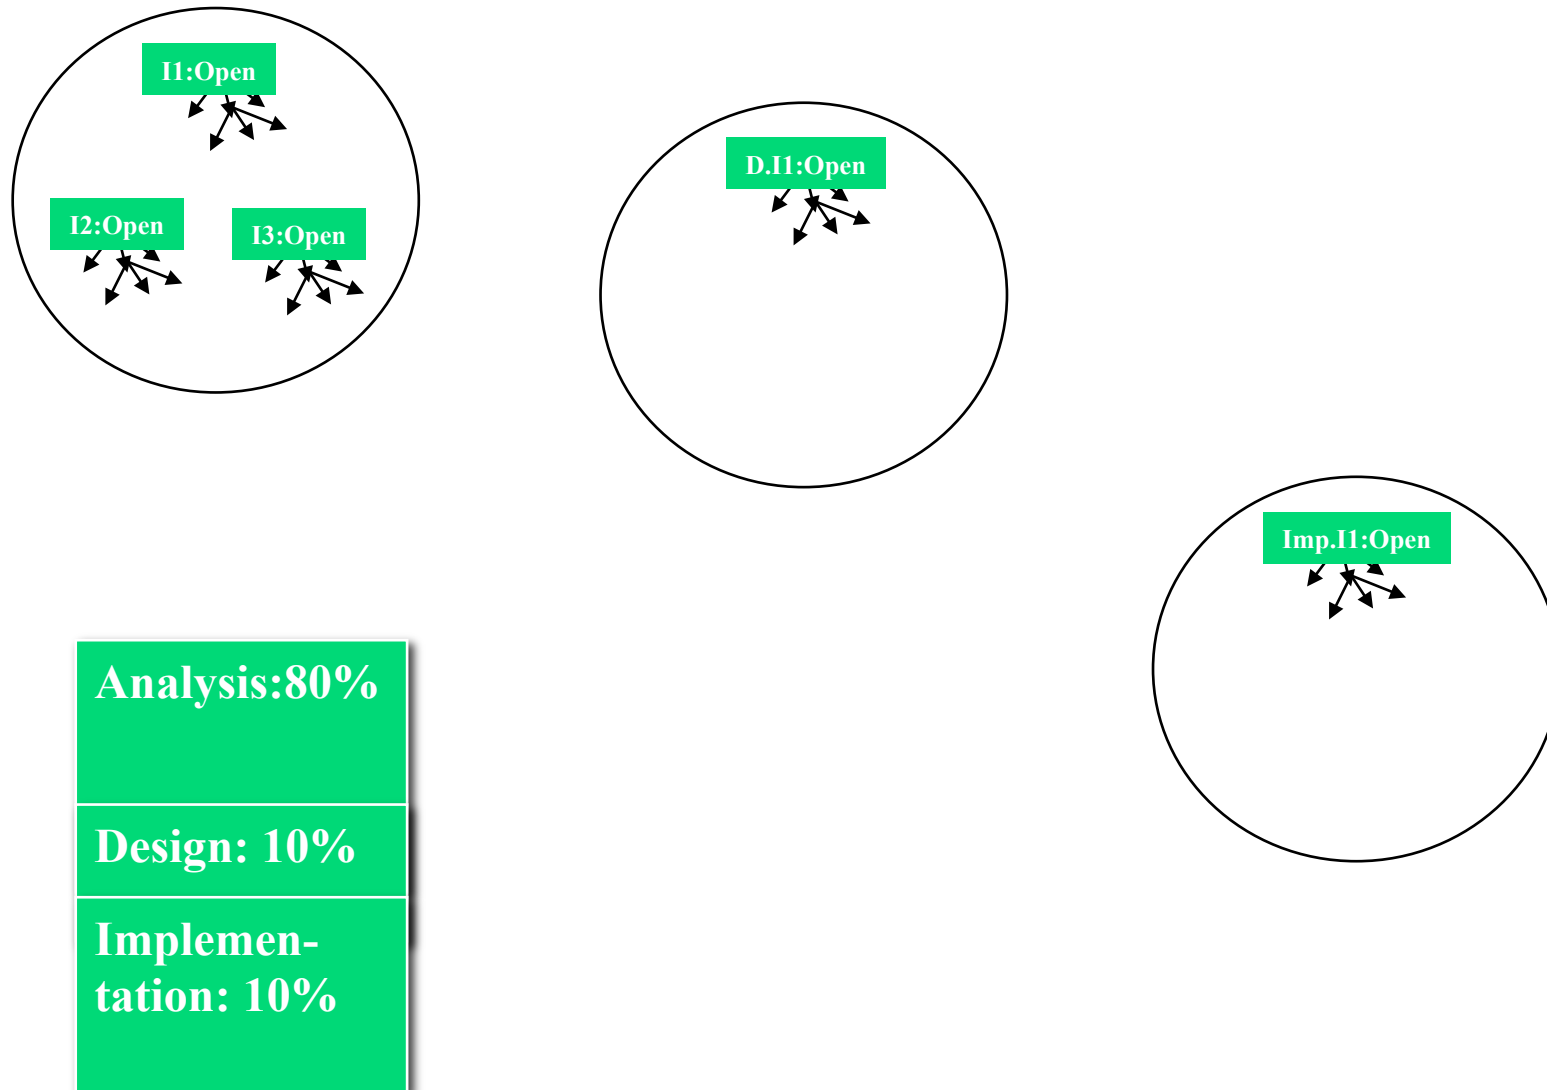 I1:Open
I2:Open
I3:Open
D.I1:Open
Imp.I1:Open
Analysis:80%
Design: 10%
Implemen-
tation: 10%